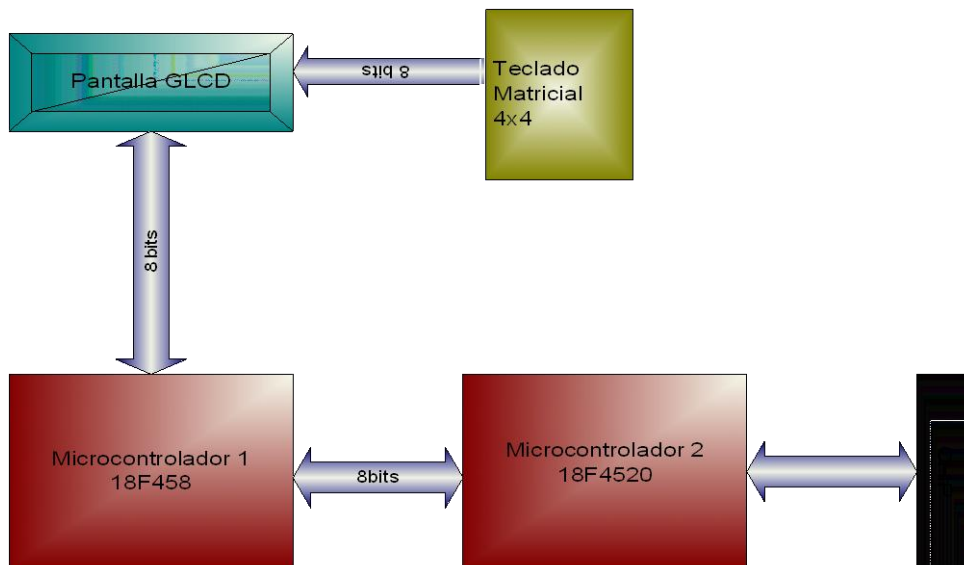 Pantalla GLCD
8 bits
Teclado
Matricial
4x4
8 bits
Microcontrolador 1
18F458
8bits
Microcontrolador 2
18F4520